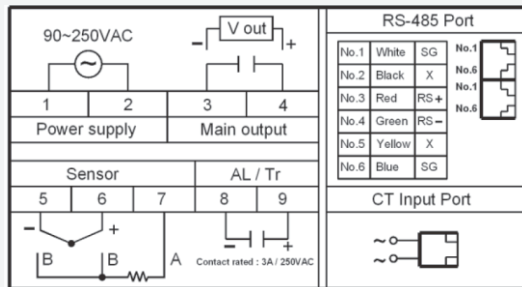 90~250VAC
V out
− +
1 2 3 4
Power supply Main output
Sensor AL / Tr
5 6 7 8 9
− + − +
B B A
Contact rated : 3A / 250VAC
RS-485 Port
No.1 White SG
No.2 Black X
No.3 Red RS+
No.4 Green RS−
No.5 Yellow X
No.6 Blue SG
No.1
No.6
No.1
No.6
CT Input Port
~
~